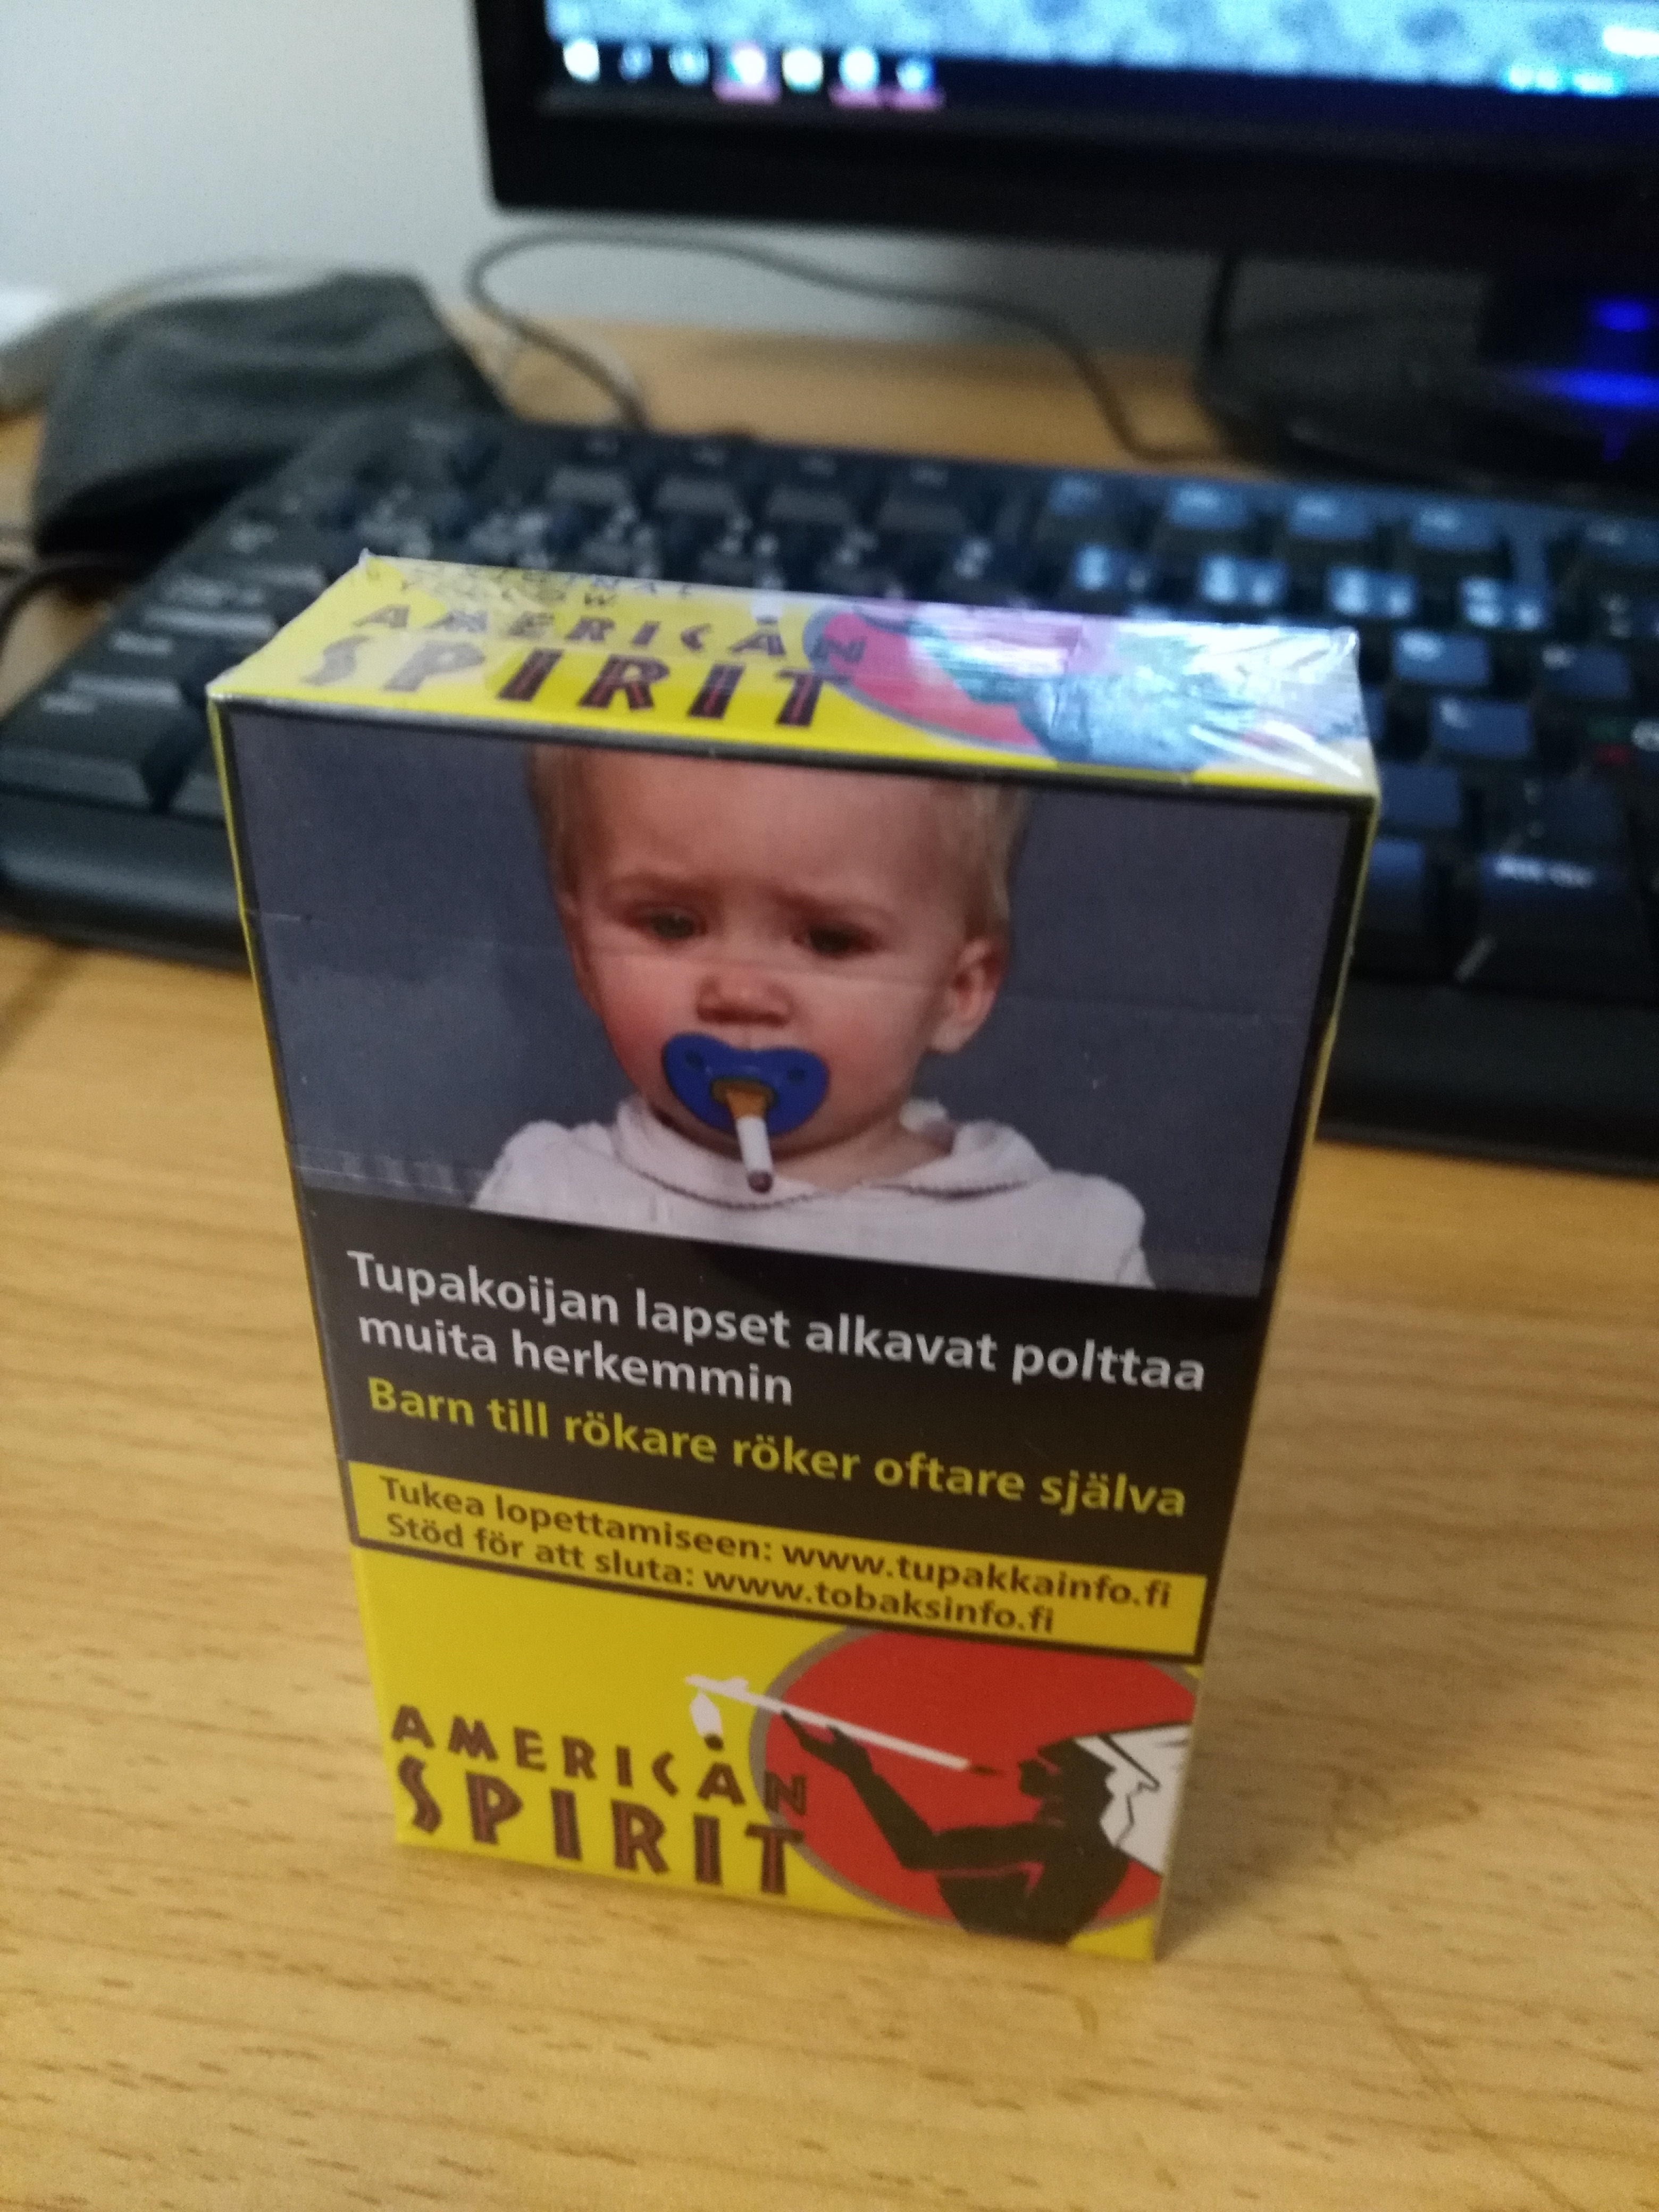 AMERICAN
SPIRIT
Tupakoijan lapset alkavat polttaa
muita herkemmin
Barn till rökare röker oftare själva
Tukea lopettamiseen: www.tupakkainfo.fi
Stöd för att sluta: www.tobaksinfo.fi
AMERICAN
SPIRIT